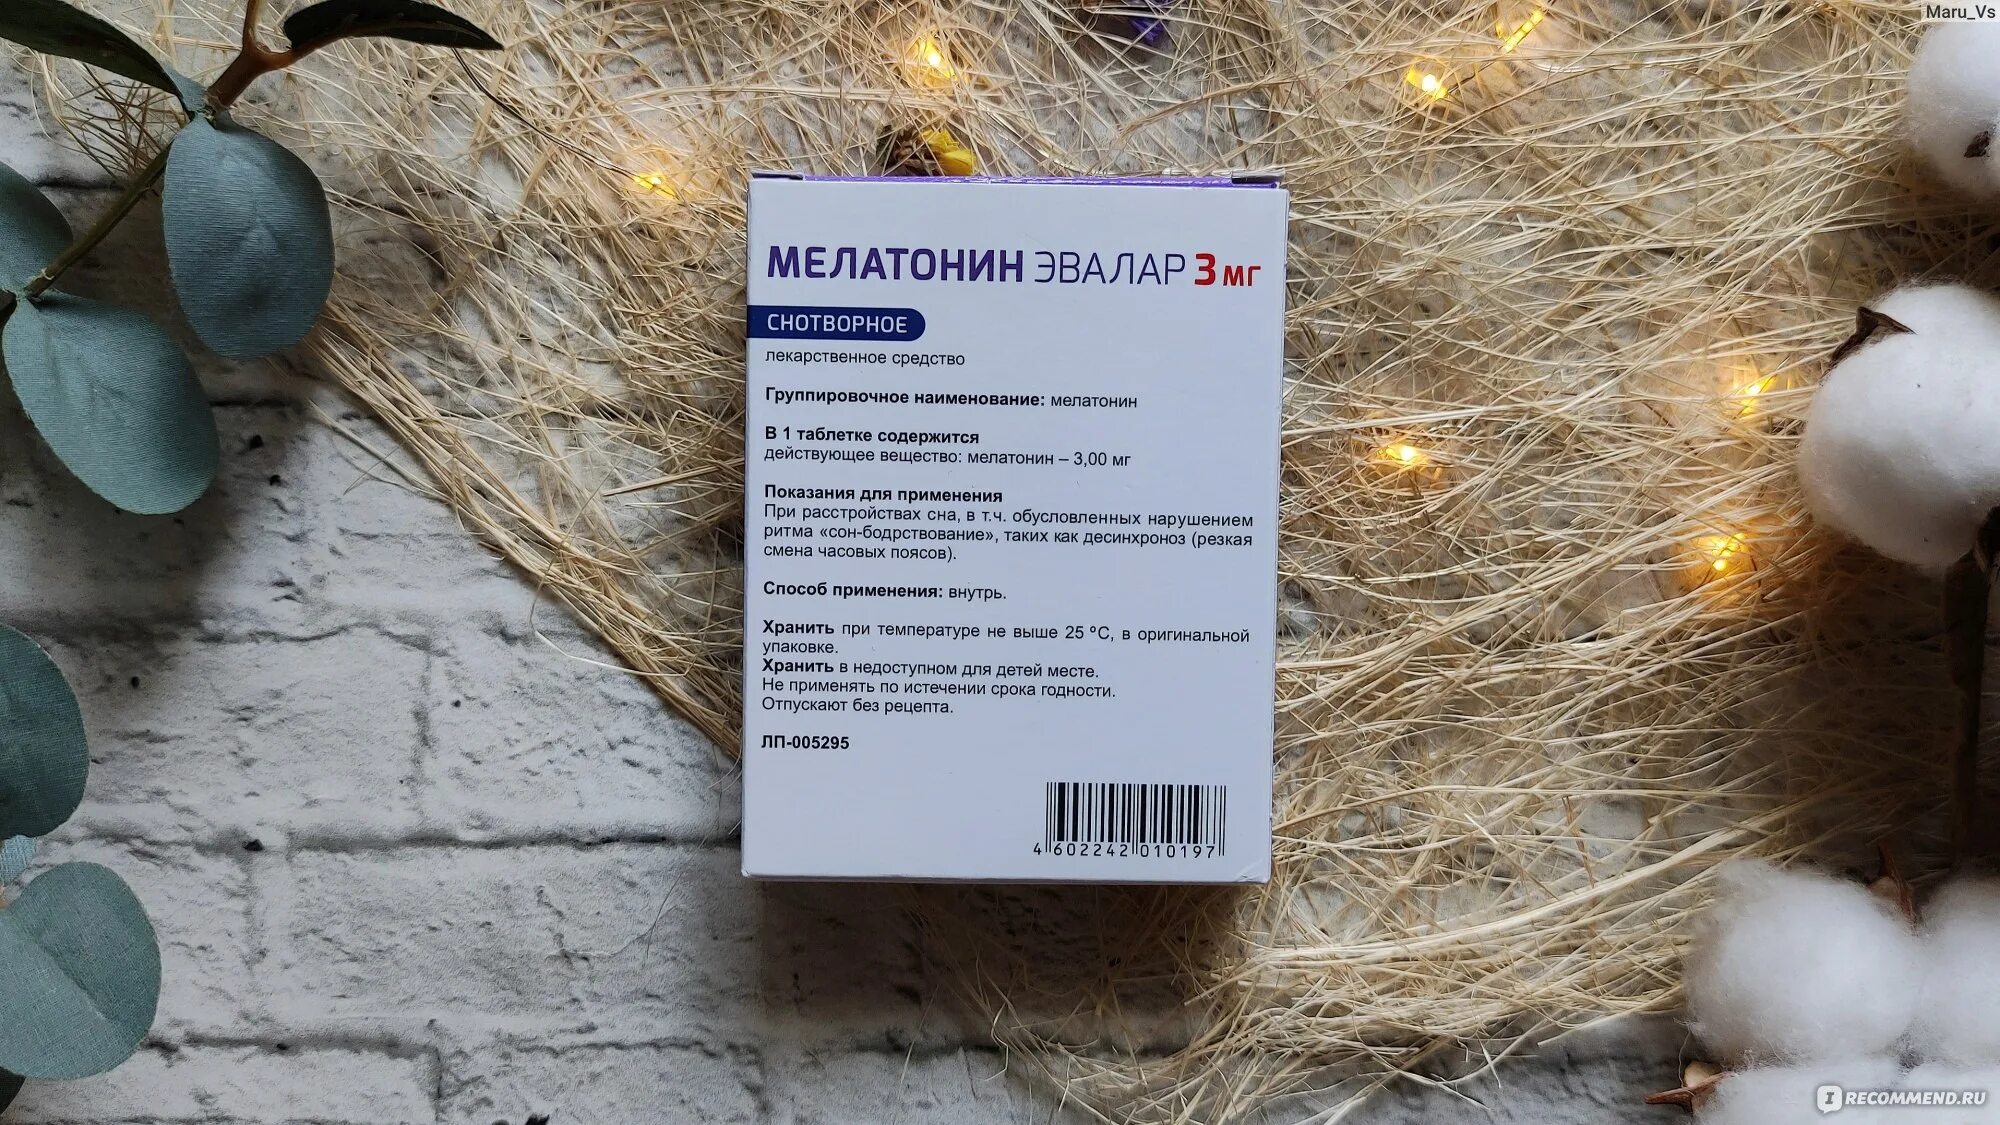 Maru_Vs
МЕЛАТОНИН ЭВАЛАР 3 мг
СНОТВОРНОЕ
лекарственное средство
Группировочное наименование: мелатонин
В 1 таблетке содержится
действующее вещество: мелатонин – 3,00 мг
Показания для применения
При расстройствах сна, в т.ч. обусловленных нарушением
ритма «сон-бодрствование», таких как десинхроноз (резкая
смена часовых поясов).
Способ применения: внутрь.
Хранить при температуре не выше 25 °С, в оригинальной
упаковке.
Хранить в недоступном для детей месте.
Не применять по истечении срока годности.
Отпускают без рецепта.
ЛП-005295
4 602242 010197
IRECOMMEND.RU